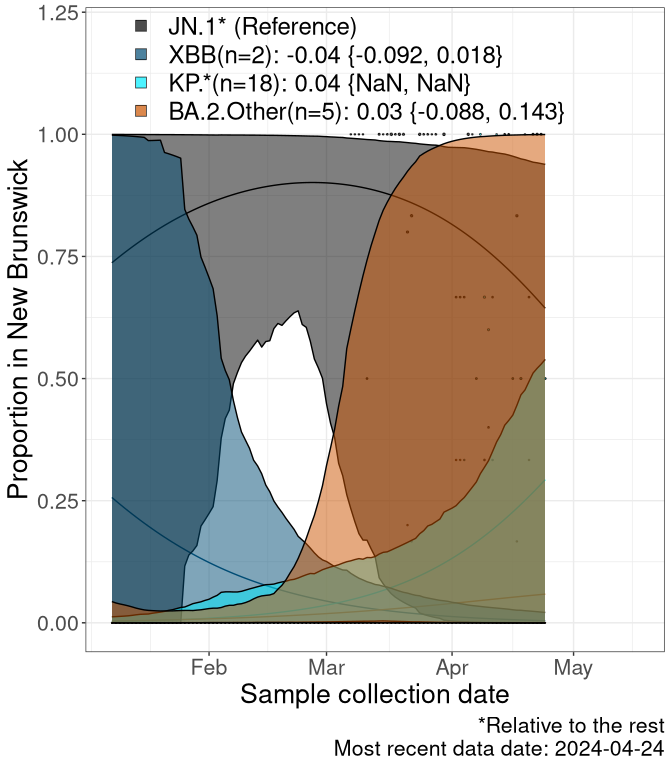 JN.1* (Reference)
XBB(n=2): -0.04 {-0.092, 0.018}
KP.*(n=18): 0.04 {NaN, NaN}
BA.2.Other(n=5): 0.03 {-0.088, 0.143}
1.25
1.00
0.75
0.50
0.25
0.00
Proportion in New Brunswick
Feb Mar Apr May
Sample collection date
*Relative to the rest
Most recent data date: 2024-04-24